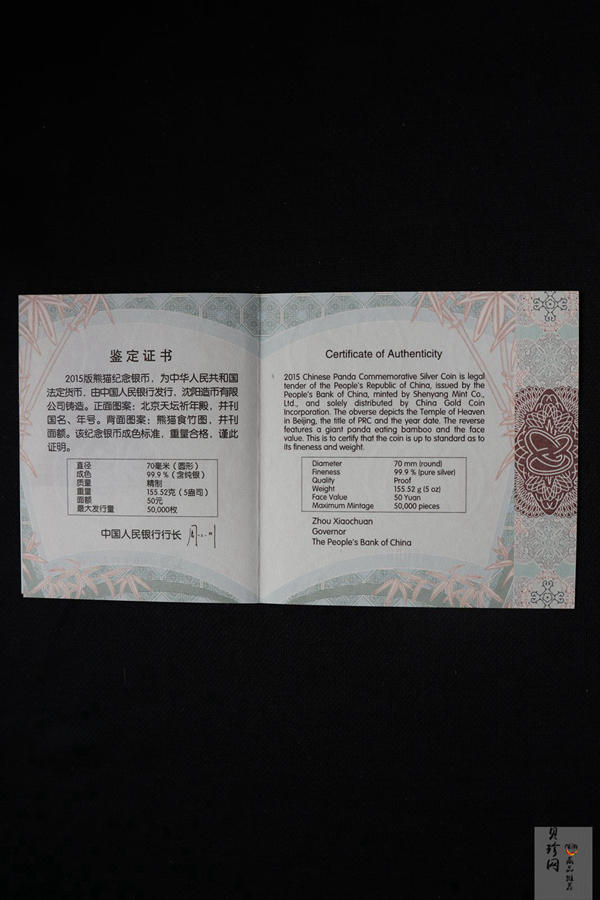 鉴定证书
2015版熊猫纪念银币，为中华人民共和国
法定货币，由中国人民银行发行，沈阳造币有限
公司铸造。正面图案：北京天坛祈年殿，并刊
国名、年号。背面图案：熊猫食竹图，并刊
面额。该纪念银币成色标准，重量合格，谨此
证明。
直径 70毫米（圆形）
成色 99.9 %（含纯银）
质量 精制
重量 155.52克（5盎司）
面额 50元
最大发行量 50,000枚
中国人民银行行长
Certificate of Authenticity
2015 Chinese Panda Commemorative Silver Coin is legal
tender of the People's Republic of China, issued by the
People's Bank of China, minted by Shenyang Mint Co.,
Ltd., and solely distributed by China Gold Coin
Incorporation. The obverse depicts the Temple of Heaven
in Beijing, the title of PRC and the year date. The reverse
features a giant panda eating bamboo and the face
value. This is to certify that the coin is up to standard as to
its fineness and weight.
Diameter 70 mm (round)
Fineness 99.9 % (pure silver)
Quality Proof
Weight 155.52 g (5 oz)
Face Value 50 Yuan
Maximum Mintage 50,000 pieces
Zhou Xiaochuan
Governor
The People's Bank of China
贝珍网